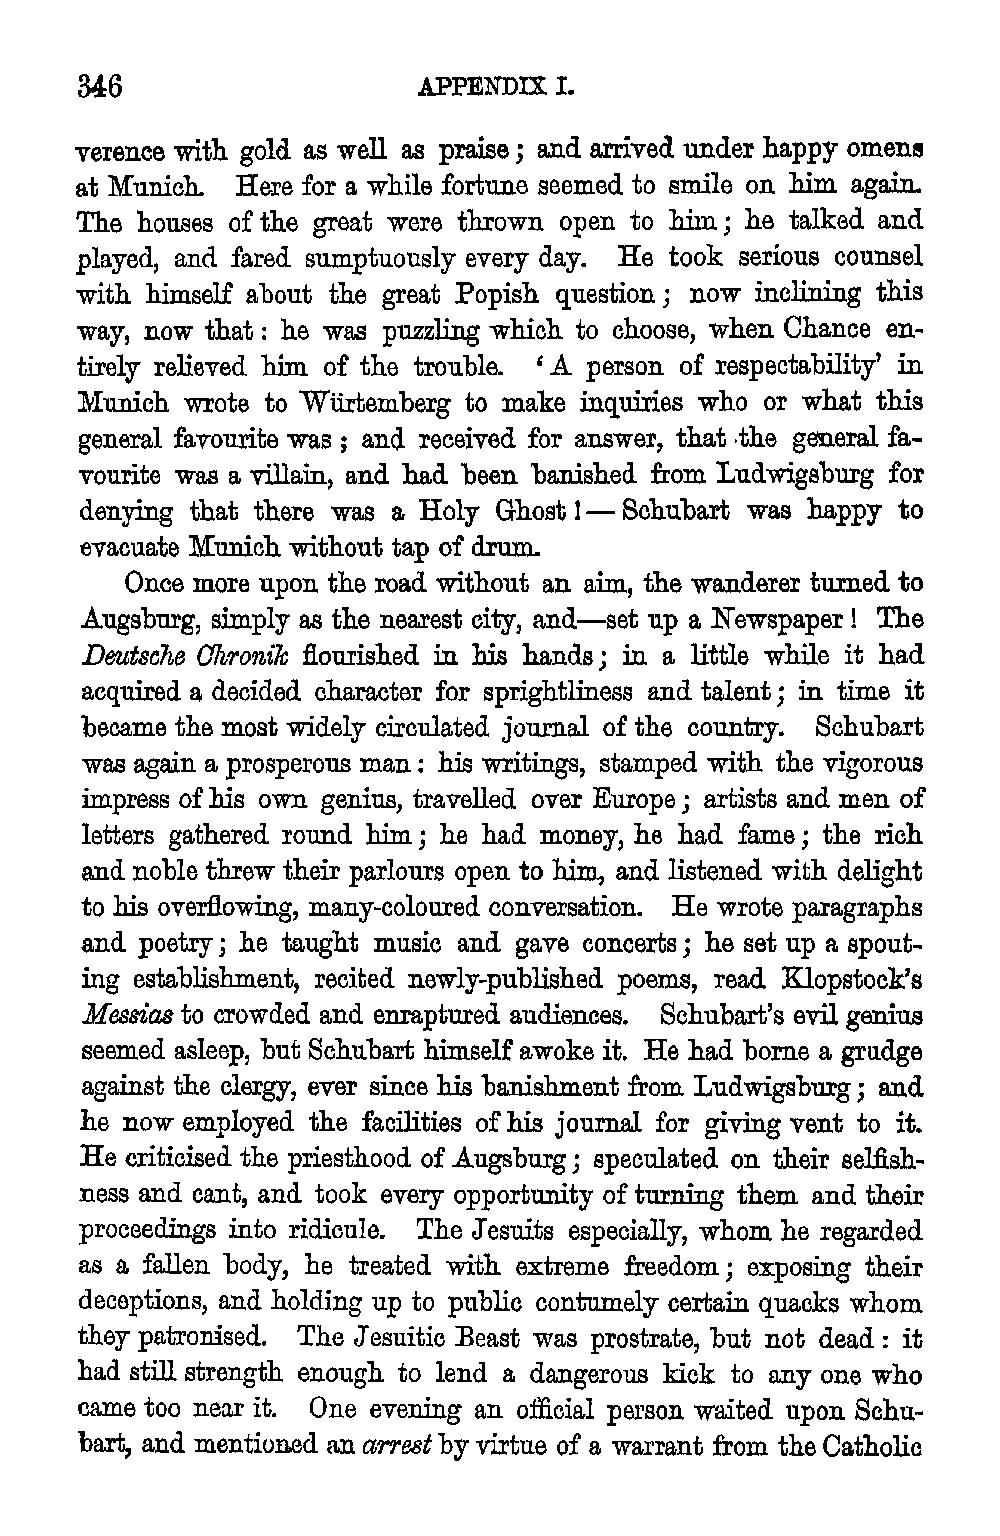 346 APPENDIX I.
verence with gold as well as praise; and arrived under happy omens
at Munich. Here for a while fortune seemed to smile on him again.
The houses of the great were thrown open to him; he talked and
played, and fared sumptuously every day. He took serious counsel
with himself about the great Popish question; now inclining this
way, now that: he was puzzling which to choose, when Chance en-
tirely relieved him of the trouble. ‘A person of respectability’ in
Munich wrote to Würtemberg to make inquiries who or what this
general favourite was; and received for answer, that the general fa-
vourite was a villain, and had been banished from Ludwigsburg for
denying that there was a Holy Ghost!—Schubart was happy to
evacuate Munich without tap of drum.
Once more upon the road without an aim, the wanderer turned to
Augsburg, simply as the nearest city, and—set up a Newspaper! The
Deutsche Chronik flourished in his hands; in a little while it had
acquired a decided character for sprightliness and talent; in time it
became the most widely circulated journal of the country. Schubart
was again a prosperous man: his writings, stamped with the vigorous
impress of his own genius, travelled over Europe; artists and men of
letters gathered round him; he had money, he had fame; the rich
and noble threw their parlours open to him, and listened with delight
to his overflowing, many-coloured conversation. He wrote paragraphs
and poetry; he taught music and gave concerts; he set up a spout-
ing establishment, recited newly-published poems, read Klopstock’s
Messias to crowded and enraptured audiences. Schubart’s evil genius
seemed asleep, but Schubart himself awoke it. He had borne a grudge
against the clergy, ever since his banishment from Ludwigsburg; and
he now employed the facilities of his journal for giving vent to it.
He criticised the priesthood of Augsburg; speculated on their selfish-
ness and cant, and took every opportunity of turning them and their
proceedings into ridicule. The Jesuits especially, whom he regarded
as a fallen body, he treated with extreme freedom; exposing their
deceptions, and holding up to public contumely certain quacks whom
they patronised. The Jesuitic Beast was prostrate, but not dead: it
had still strength enough to lend a dangerous kick to any one who
came too near it. One evening an official person waited upon Schu-
bart, and mentioned an arrest by virtue of a warrant from the Catholic